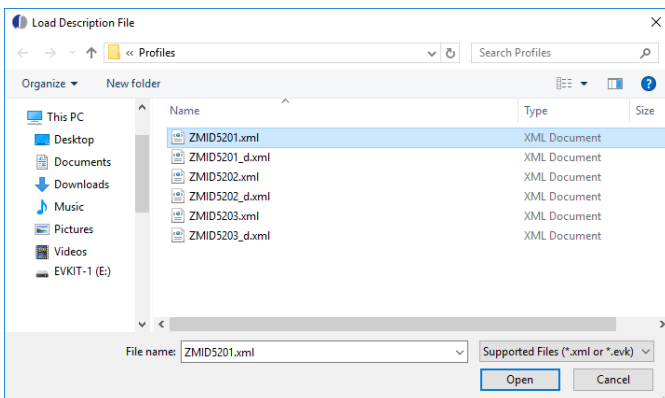 Load Description File
« Profiles
Search Profiles
Organize
New folder
Name
Type
Size
This PC
Desktop
Documents
Downloads
Music
Pictures
Videos
EVKIT-1 (E:)
ZMID5201.xml XML Document
ZMID5201_d.xml XML Document
ZMID5202.xml XML Document
ZMID5202_d.xml XML Document
ZMID5203.xml XML Document
ZMID5203_d.xml XML Document
File name: ZMID5201.xml
Supported Files (*.xml or *.evk)
Open
Cancel